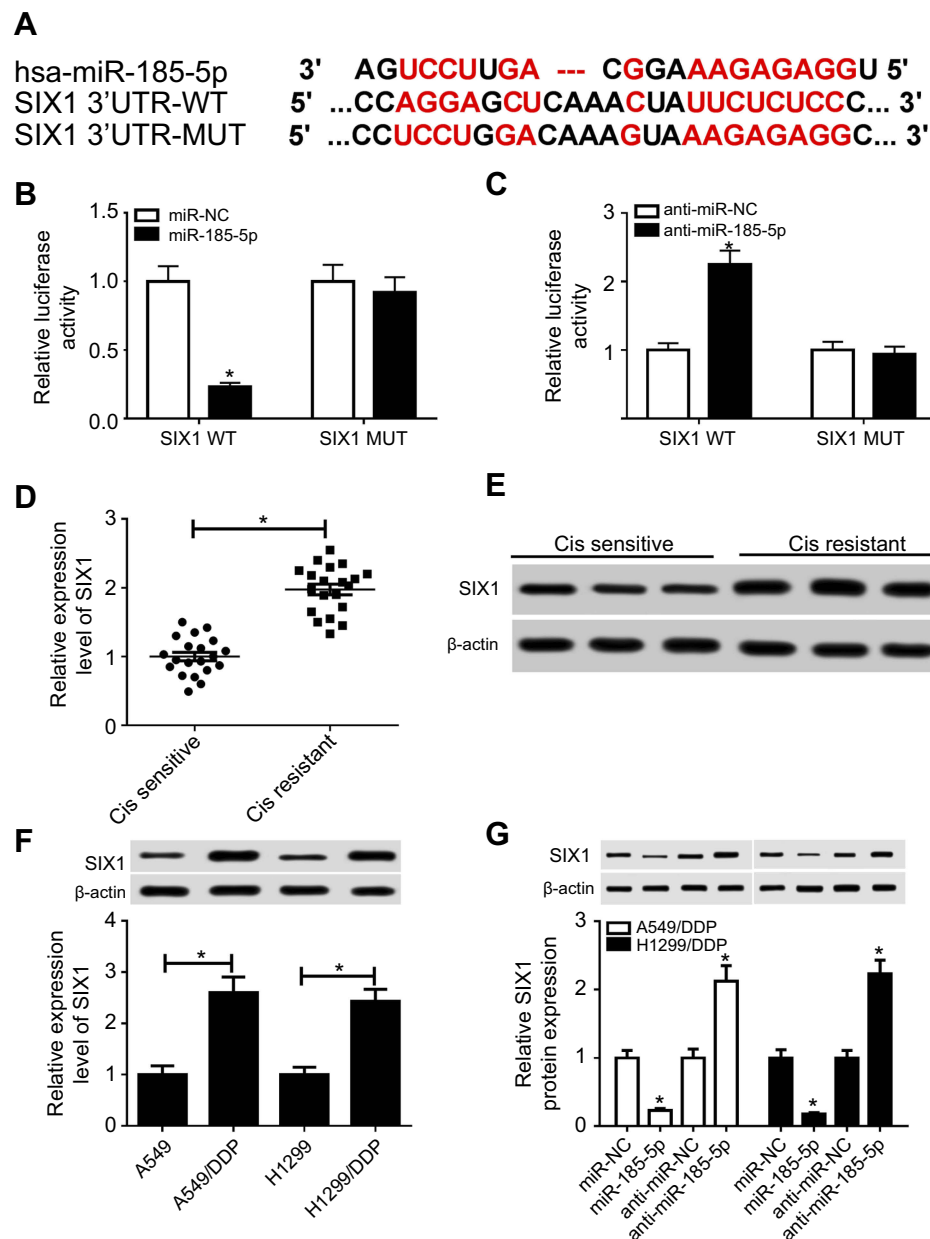 A
hsa-miR-185-5p 3' AGUCCUUGA --- CGGAAAGAGAGGU 5'
SIX1 3'UTR-WT 5' ...CCAGGAGCUCAAACUAUUCUCUCCC... 3'
SIX1 3'UTR-MUT 5' ...CCUCCUGGACAAAGUAAAGAGAGGC... 3'
B
Relative luciferase
activity
1.5
1.0
0.5
0.0
miR-NC
miR-185-5p
*
SIX1 WT
SIX1 MUT
C
Relative luciferase
activity
3
2
1
anti-miR-NC
anti-miR-185-5p
*
SIX1 WT
SIX1 MUT
D
Relative expression
level of SIX1
3
2
1
0
*
Cis sensitive
Cis resistant
E
Cis sensitive
Cis resistant
SIX1
β-actin
F
SIX1
β-actin
Relative expression
level of SIX1
4
3
2
1
0
*
*
A549
A549/DDP
H1299
H1299/DDP
G
SIX1
β-actin
Relative SIX1
protein expression
3
2
1
0
A549/DDP
H1299/DDP
*
*
*
*
miR-NC
miR-185-5p
anti-miR-NC
anti-miR-185-5p
miR-NC
miR-185-5p
anti-miR-NC
anti-miR-185-5p